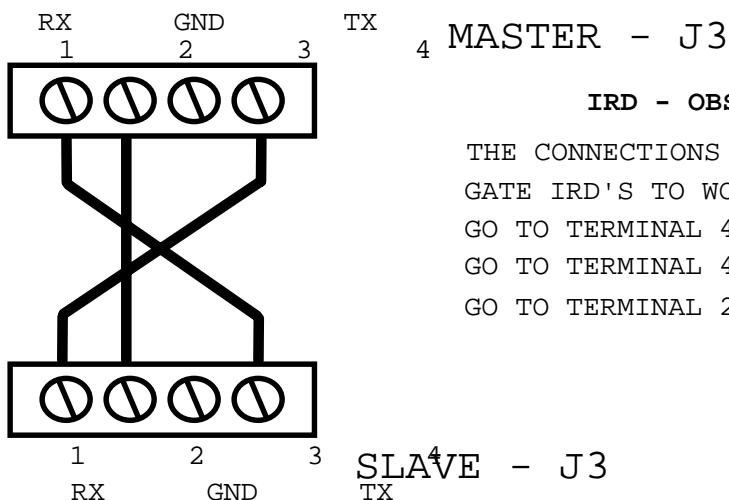 RX GND TX
1 2 3 4 MASTER - J3
IRD - OBS
THE CONNECTIONS
GATE IRD'S TO WO
GO TO TERMINAL 4
GO TO TERMINAL 4
GO TO TERMINAL 2
1 2 3 4
SLAVE - J3
RX GND TX